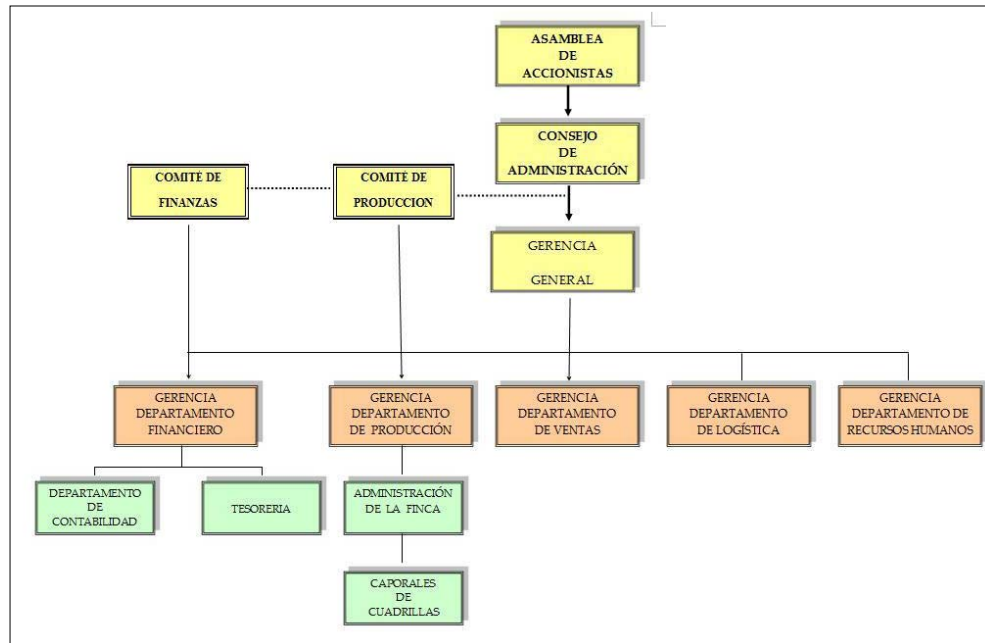 ASAMBLEA
DE
ACCIONISTAS
CONSEJO
DE
ADMINISTRACIÓN
COMITÉ DE
FINANZAS
COMITÉ DE
PRODUCCION
GERENCIA
GENERAL
GERENCIA
DEPARTAMENTO
FINANCIERO
GERENCIA
DEPARTAMENTO
DE PRODUCCIÓN
GERENCIA
DEPARTAMENTO
DE VENTAS
GERENCIA
DEPARTAMENTO
DE LOGÍSTICA
GERENCIA
DEPARTAMENTO DE
RECURSOS HUMANOS
DEPARTAMENTO
DE
CONTABILIDAD
TESORERIA
ADMINISTRACIÓN
DE LA FINCA
CAPORALES
DE
CUADRILLAS